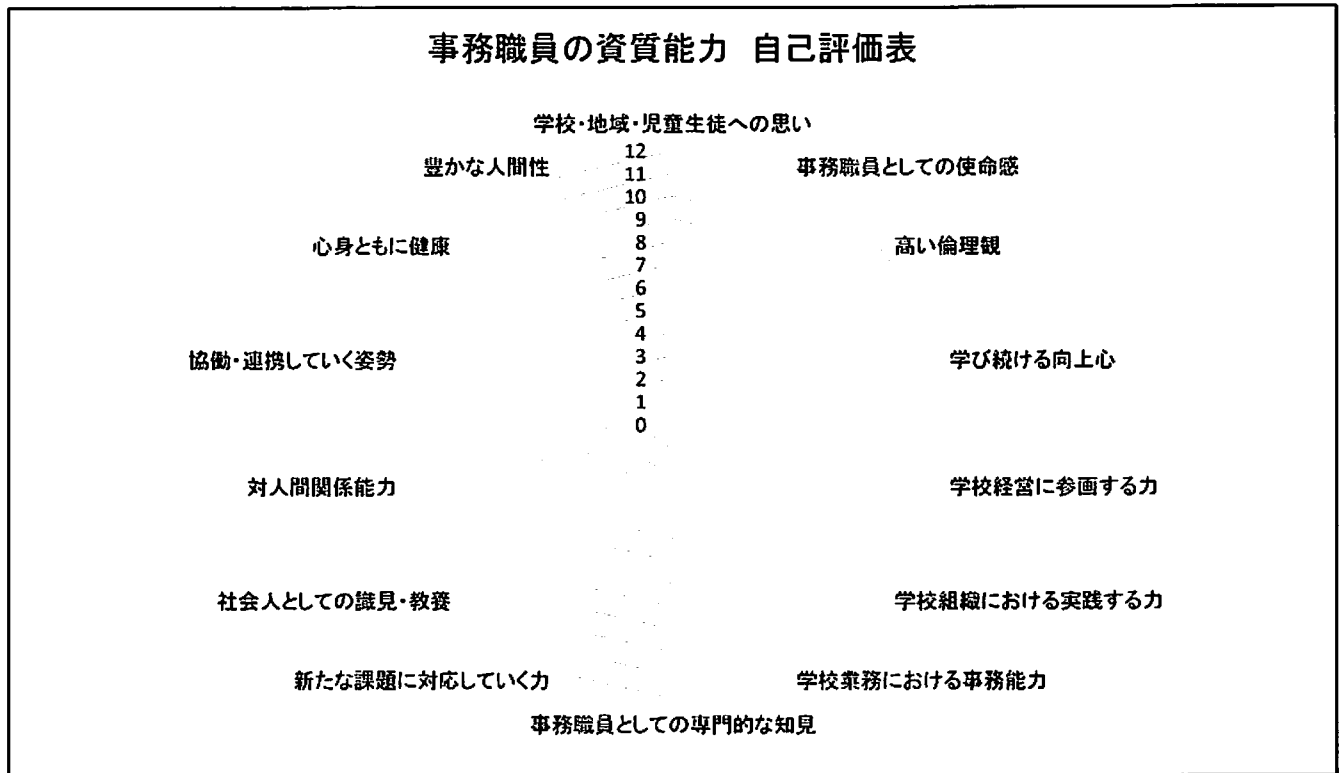 事務職員の資質能力 自己評価表
学校・地域・児童生徒への思い
豊かな人間性
12
11
10
9
8
7
6
5
4
3
2
1
0
事務職員としての使命感
心身ともに健康
高い倫理観
協働・連携していく姿勢
学び続ける向上心
対人間関係能力
学校経営に参画する力
社会人としての識見・教養
学校組織における実践する力
新たな課題に対応していく力
学校業務における事務能力
事務職員としての専門的な知見